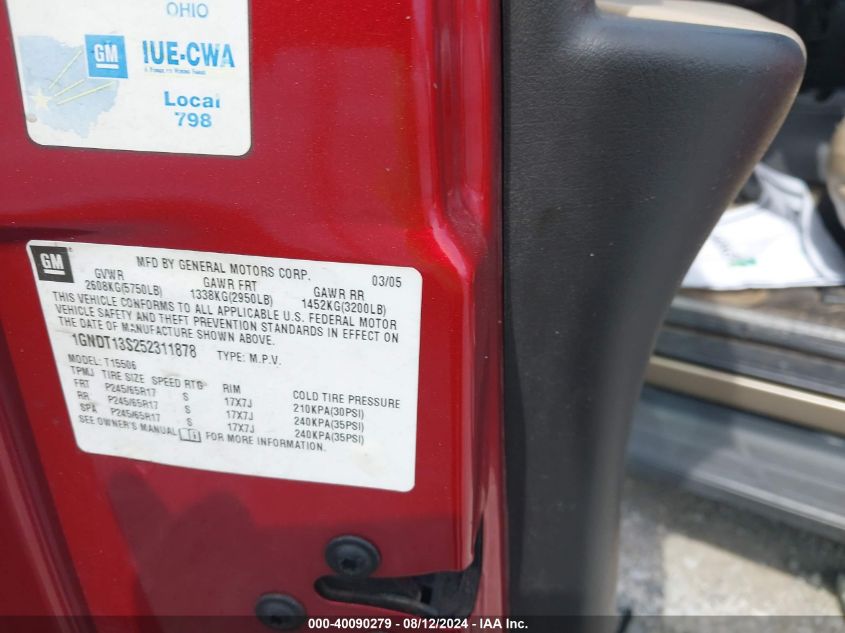 OHIO
GM
IUE-CWA
Local
798
GM
MFD BY GENERAL MOTORS CORP. 03/05
GVWR GAWR FRT GAWR RR
2608KG(5750LB) 1338KG(2950LB) 1452KG(3200LB)
THIS VEHICLE CONFORMS TO ALL APPLICABLE U.S. FEDERAL MOTOR
VEHICLE SAFETY AND THEFT PREVENTION STANDARDS IN EFFECT ON
THE DATE OF MANUFACTURE SHOWN ABOVE.
1GNDT13S252311878 TYPE: M.P.V.
MODEL: T15506
TPMJ TIRE SIZE SPEED RTG RIM COLD TIRE PRESSURE
FRT P245/65R17 S 17X7J 210KPA(30PSI)
RR P245/65R17 S 17X7J 240KPA(35PSI)
SPA P245/65R17 S 17X7J 240KPA(35PSI)
SEE OWNER'S MANUAL FOR MORE INFORMATION.
000-40090279 - 08/12/2024 - IAA Inc.